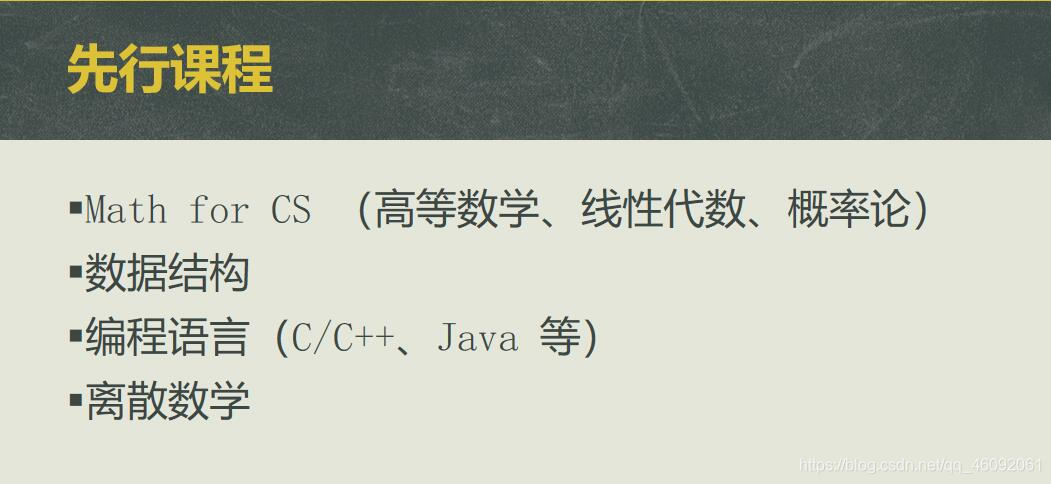 先行课程
▪Math for CS （高等数学、线性代数、概率论）
▪数据结构
▪编程语言（C/C++、Java 等）
▪离散数学
https://blog.csdn.net/qq_46092061